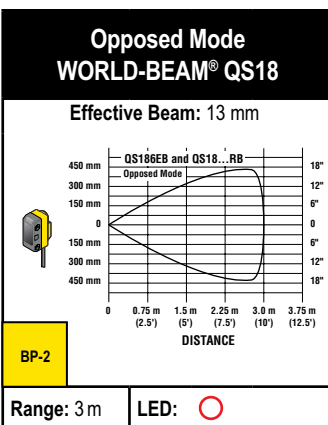 Opposed Mode
WORLD-BEAM® QS18
Effective Beam: 13 mm
QS186EB and QS18...RB
Opposed Mode
450 mm 18"
300 mm 12"
150 mm 6"
0 0
150 mm 6"
300 mm 12"
450 mm 18"
0 0.75 m 1.5 m 2.25 m 3.0 m 3.75 m
(2.5') (5') (7.5') (10') (12.5')
DISTANCE
BP-2
Range: 3 m LED: